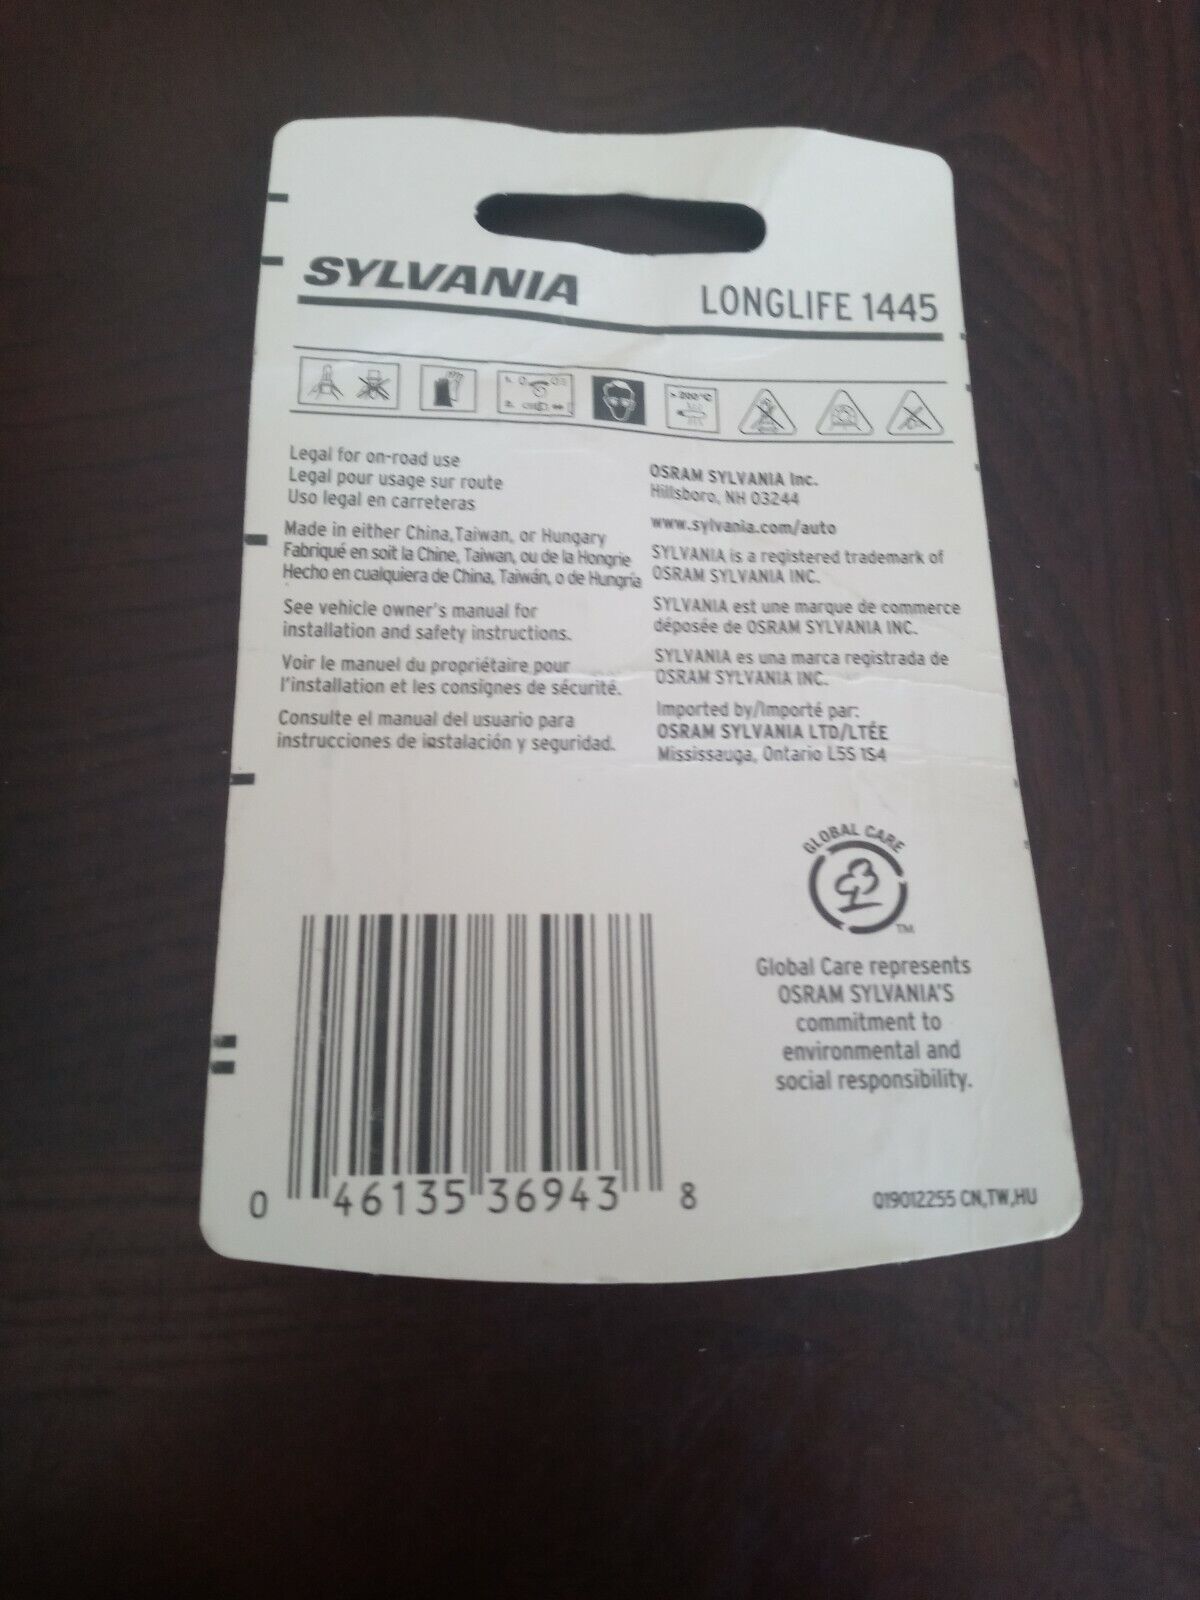 SYLVANIA
LONGLIFE 1445
Legal for on-road use
Legal pour usage sur route
Uso legal en carreteras
Made in either China, Taiwan, or Hungary
Fabriqué en soit la Chine, Taiwan, ou de la Hongrie
Hecho en cualquiera de China, Taiwán, o de Hungría
See vehicle owner's manual for
installation and safety instructions.
Voir le manuel du propriétaire pour
l'installation et les consignes de sécurité.
Consulte el manual del usuario para
instrucciones de instalación y seguridad.
OSRAM SYLVANIA Inc.
Hillsboro, NH 03244
www.sylvania.com/auto
SYLVANIA is a registered trademark of
OSRAM SYLVANIA INC.
SYLVANIA est une marque de commerce
déposée de OSRAM SYLVANIA INC.
SYLVANIA es una marca registrada de
OSRAM SYLVANIA INC.
Imported by/Importé par:
OSRAM SYLVANIA LTD/LTÉE
Mississauga, Ontario L5S 1S4
GLOBAL CARE
TM
Global Care represents
OSRAM SYLVANIA'S
commitment to
environmental and
social responsibility.
0 46135 36943 8
019012255 CN,TW,HU